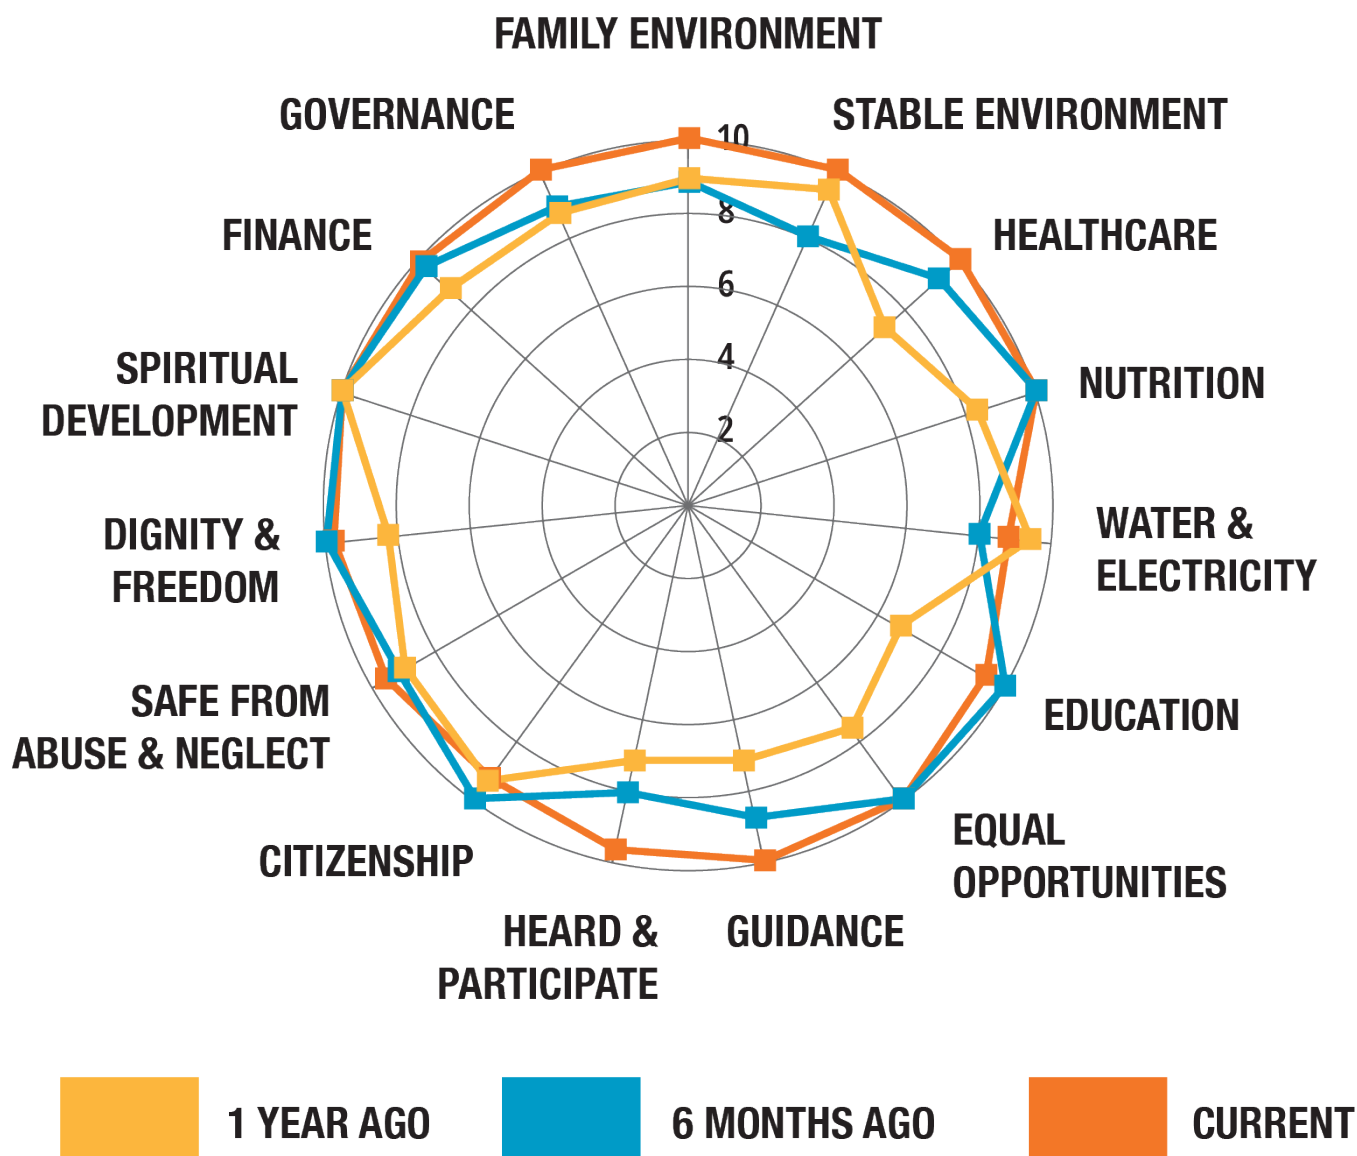 FAMILY ENVIRONMENT
GOVERNANCE
STABLE ENVIRONMENT
10
FINANCE
8
HEALTHCARE
6
SPIRITUAL
DEVELOPMENT
4
NUTRITION
2
DIGNITY &
FREEDOM
WATER &
ELECTRICITY
SAFE FROM
ABUSE & NEGLECT
EDUCATION
CITIZENSHIP
EQUAL
OPPORTUNITIES
HEARD &
PARTICIPATE
GUIDANCE
1 YEAR AGO
6 MONTHS AGO
CURRENT